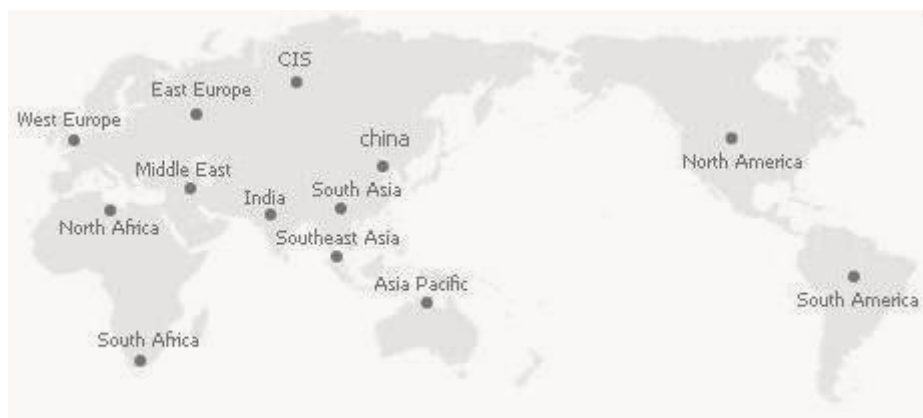 CIS
East Europe
West Europe
china
North America
Middle East
South Asia
India
North Africa
Southeast Asia
Asia Pacific
South America
South Africa